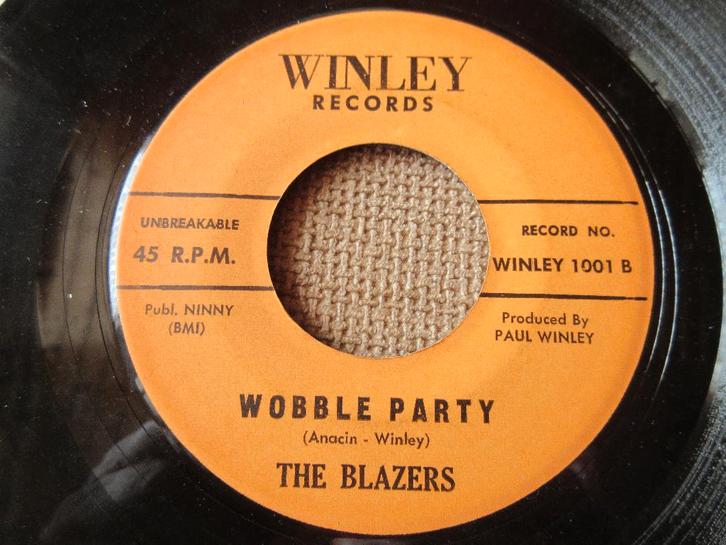 WINLEY
RECORDS
UNBREAKABLE
45 R.P.M.
RECORD NO.
WINLEY 1001 B
Publ. NINNY
(BMI)
Produced By
PAUL WINLEY
WOBBLE PARTY
(Anacin - Winley)
THE BLAZERS